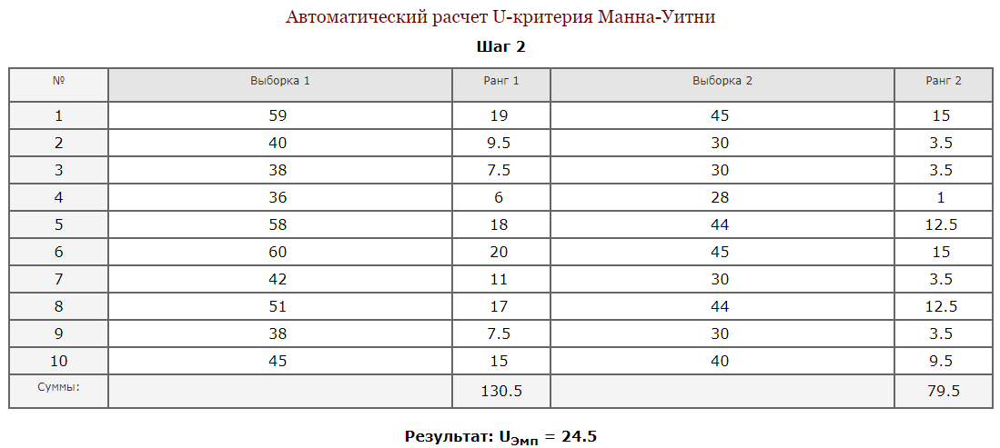 Автоматический расчет U-критерия Манна-Уитни
Шаг 2
№ Выборка 1 Ранг 1 Выборка 2 Ранг 2
1 59 19 45 15
2 40 9.5 30 3.5
3 38 7.5 30 3.5
4 36 6 28 1
5 58 18 44 12.5
6 60 20 45 15
7 42 11 30 3.5
8 51 17 44 12.5
9 38 7.5 30 3.5
10 45 15 40 9.5
Суммы: 130.5 79.5
Результат: UЭмп = 24.5